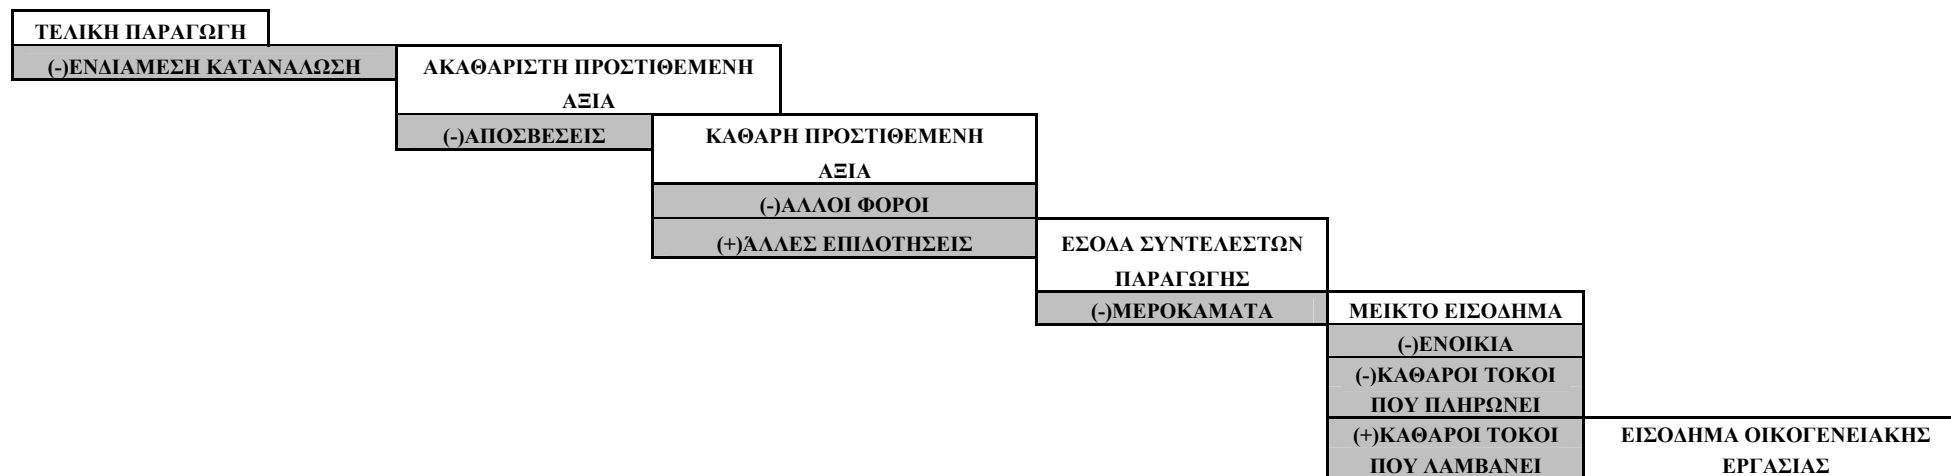 ΤΕΛΙΚΗ ΠΑΡΑΓΩΓΗ
(-)ΕΝΔΙΑΜΕΣΗ ΚΑΤΑΝΑΛΩΣΗ
ΑΚΑΘΑΡΙΣΤΗ ΠΡΟΣΤΙΘΕΜΕΝΗ
ΑΞΙΑ
(-)ΑΠΟΣΒΕΣΕΙΣ
ΚΑΘΑΡΗ ΠΡΟΣΤΙΘΕΜΕΝΗ
ΑΞΙΑ
(-)ΑΛΛΟΙ ΦΟΡΟΙ
(+)ΆΛΛΕΣ ΕΠΙΔΟΤΗΣΕΙΣ
ΕΣΟΔΑ ΣΥΝΤΕΛΕΣΤΩΝ
ΠΑΡΑΓΩΓΗΣ
(-)ΜΕΡΟΚΑΜΑΤΑ
ΜΕΙΚΤΟ ΕΙΣΟΔΗΜΑ
(-)ΕΝΟΙΚΙΑ
(-)ΚΑΘΑΡΟΙ ΤΟΚΟΙ
ΠΟΥ ΠΛΗΡΩΝΕΙ
(+)ΚΑΘΑΡΟΙ ΤΟΚΟΙ
ΠΟΥ ΛΑΜΒΑΝΕΙ
ΕΙΣΟΔΗΜΑ ΟΙΚΟΓΕΝΕΙΑΚΗΣ
ΕΡΓΑΣΙΑΣ